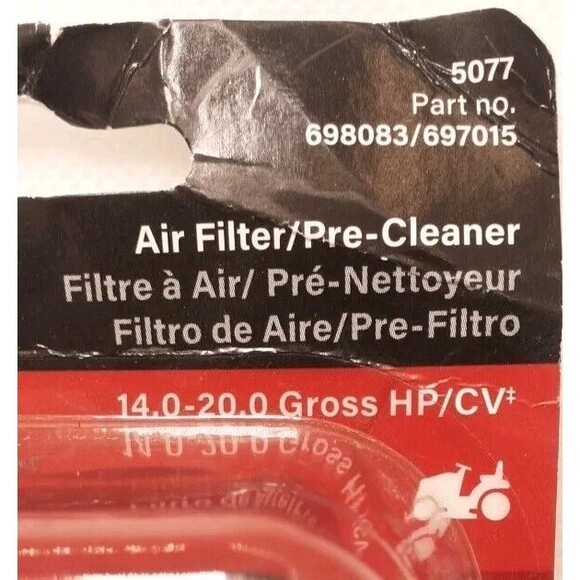 5077
Part no.
698083/697015
Air Filter/Pre-Cleaner
Filtre à Air/ Pré-Nettoyeur
Filtro de Aire/Pre-Filtro
14.0-20.0 Gross HP/CV‡